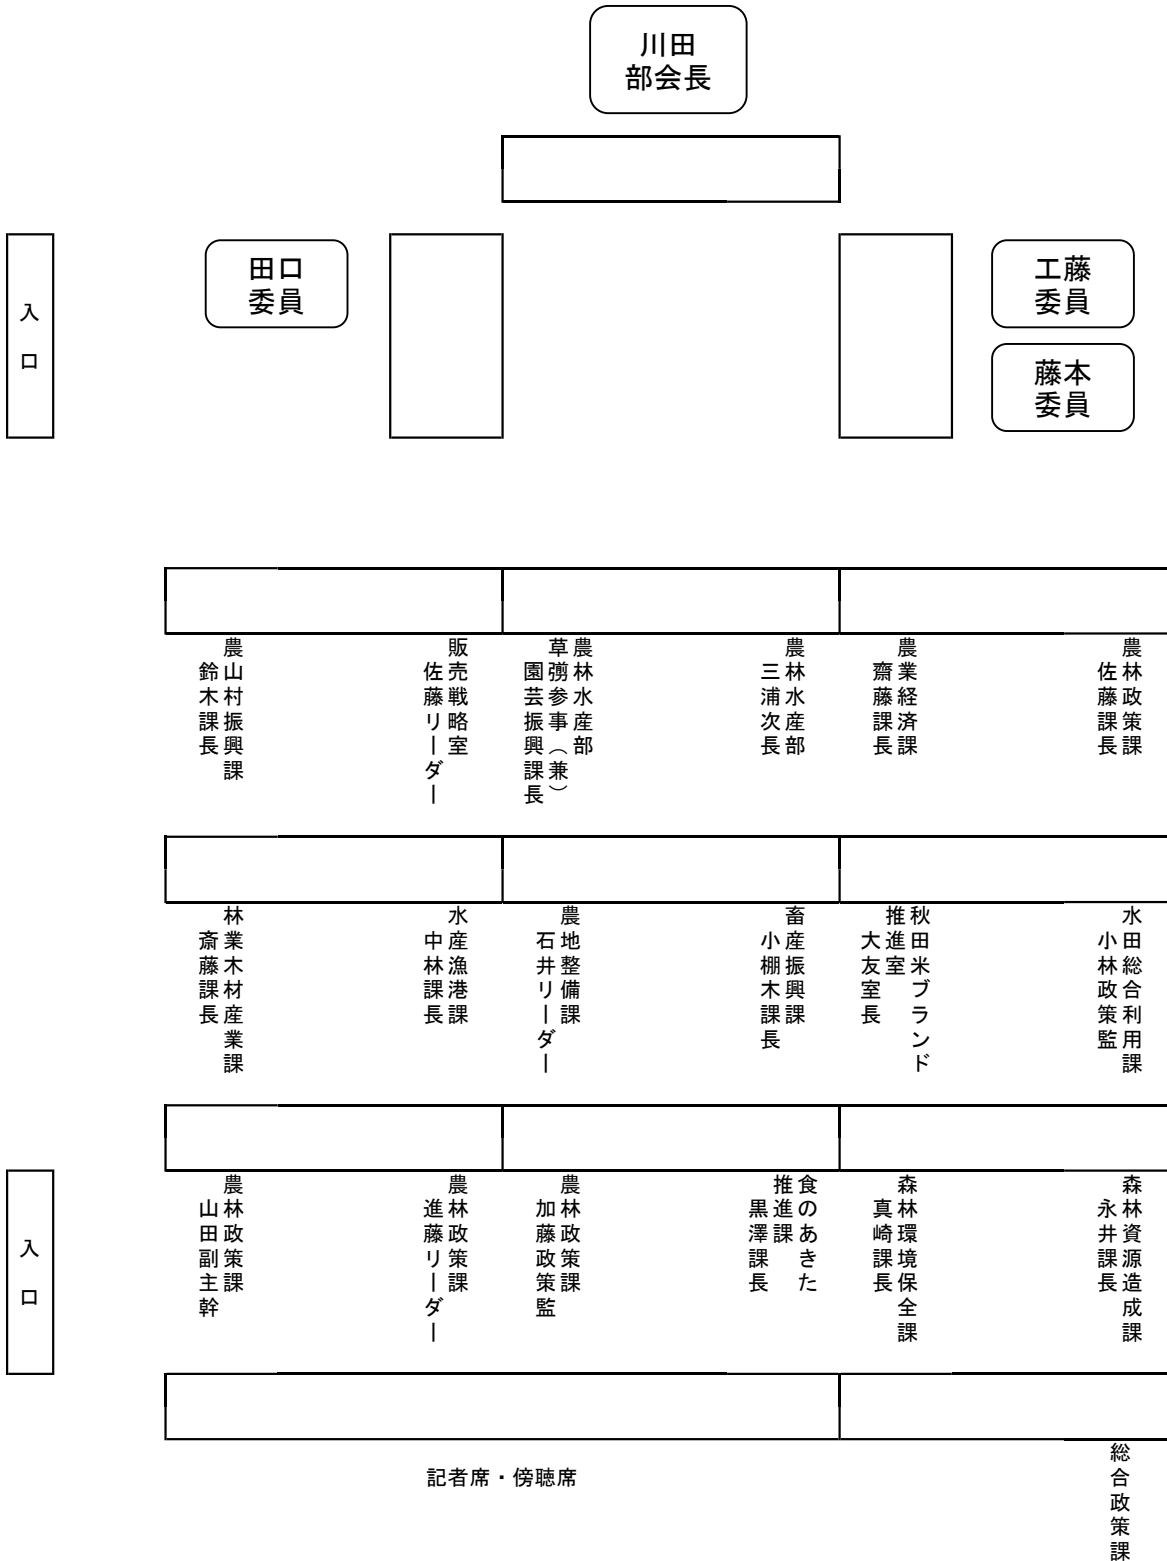 川田
部会長
田口
委員
工藤
委員
藤本
委員
入口
農山村振興課
鈴木課長
販売戦略室
佐藤リーダー
農林水産部
草彅参事（兼）
園芸振興課長
農林水産部
三浦次長
農業経済課
齋藤課長
農林政策課
佐藤課長
林業木材産業課
斎藤課長
水産漁港課
中林課長
農地整備課
石井リーダー
畜産振興課
小棚木課長
秋田米ブランド
推進室
大友室長
水田総合利用課
小林政策監
入口
農林政策課
山田副主幹
農林政策課
進藤リーダー
農林政策課
加藤政策監
食のあきた
推進課
黒澤課長
森林環境保全課
真崎課長
森林資源造成課
永井課長
記者席・傍聴席
総合政策課